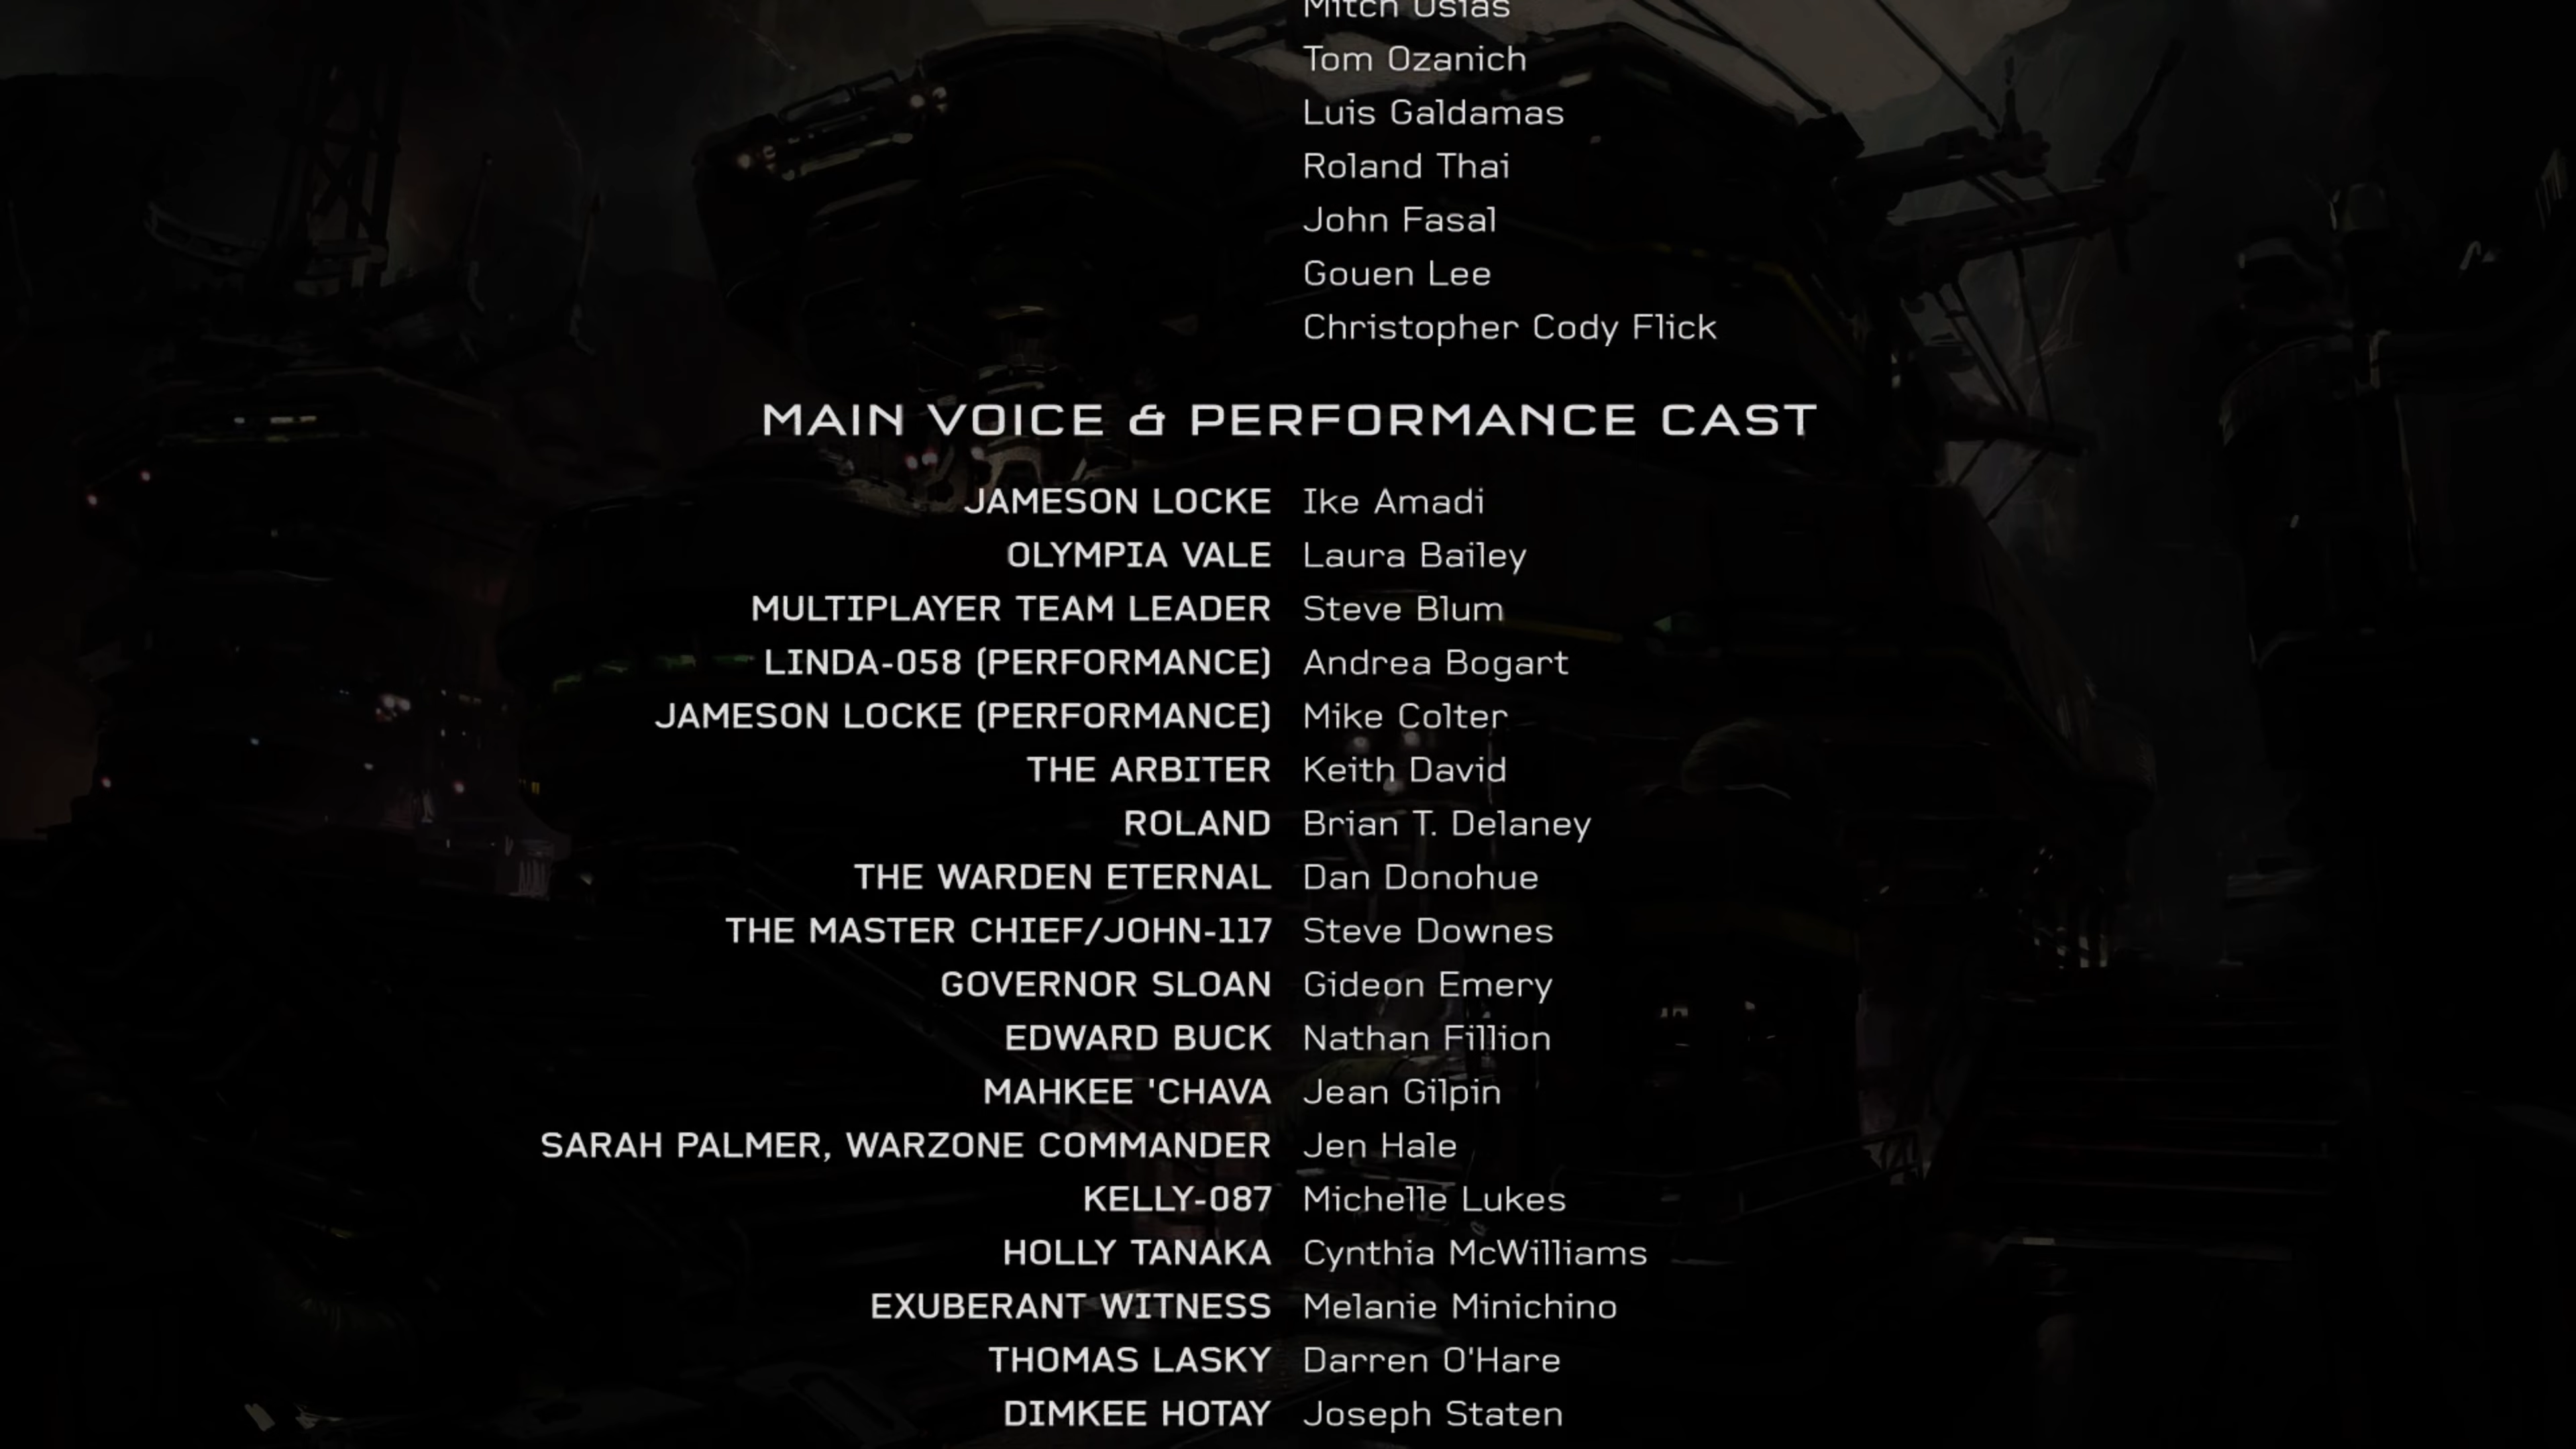 Mitch Osias
Tom Ozanich
Luis Galdamas
Roland Thai
John Fasal
Gouen Lee
Christopher Cody Flick
MAIN VOICE & PERFORMANCE CAST
JAMESON LOCKE Ike Amadi
OLYMPIA VALE Laura Bailey
MULTIPLAYER TEAM LEADER Steve Blum
LINDA-058 (PERFORMANCE) Andrea Bogart
JAMESON LOCKE (PERFORMANCE) Mike Colter
THE ARBITER Keith David
ROLAND Brian T. Delaney
THE WARDEN ETERNAL Dan Donohue
THE MASTER CHIEF/JOHN-117 Steve Downes
GOVERNOR SLOAN Gideon Emery
EDWARD BUCK Nathan Fillion
MAHKEE 'CHAVA Jean Gilpin
SARAH PALMER, WARZONE COMMANDER Jen Hale
KELLY-087 Michelle Lukes
HOLLY TANAKA Cynthia McWilliams
EXUBERANT WITNESS Melanie Minichino
THOMAS LASKY Darren O'Hare
DIMKEE HOTAY Joseph Staten